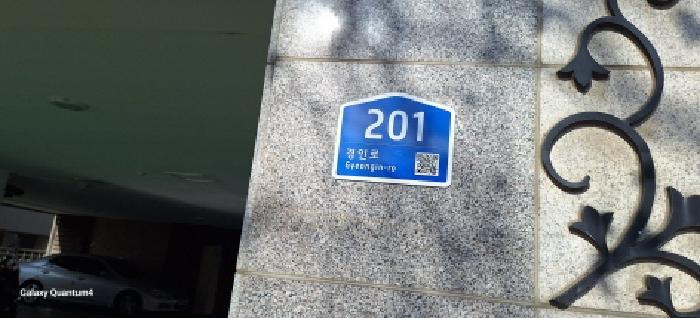 201
경인로
Gyeongin-ro
Galaxy Quantum4